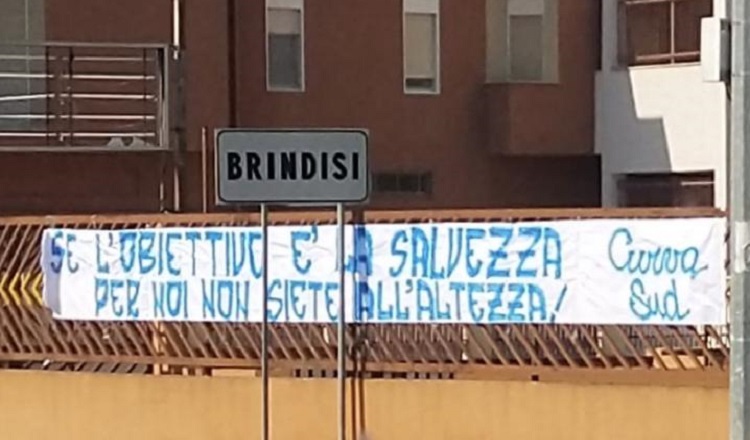 BRINDISI
SE L'OBIETTIVO E' LA SALVEZZA
PER NOI NON SIETE ALL'ALTEZZA!
Curva
Sud